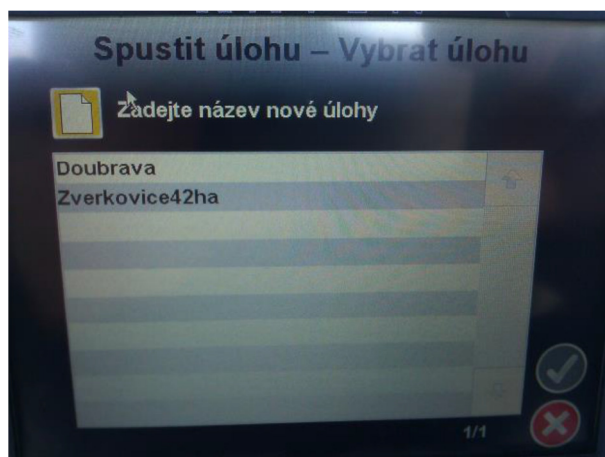 Spustit úlohu – Vybrat úlohu
Zadejte název nové úlohy
Doubrava
Zverkovice42ha
1/1